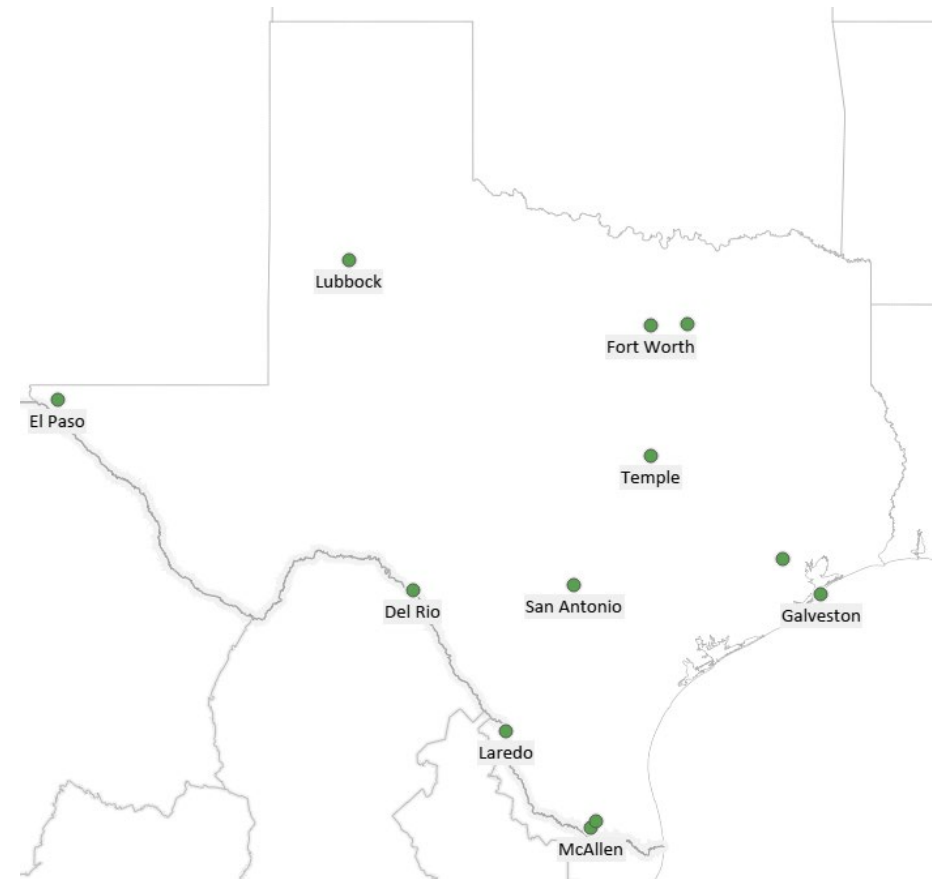 Lubbock
Fort Worth
El Paso
Temple
Del Rio
San Antonio
Galveston
Laredo
McAllen